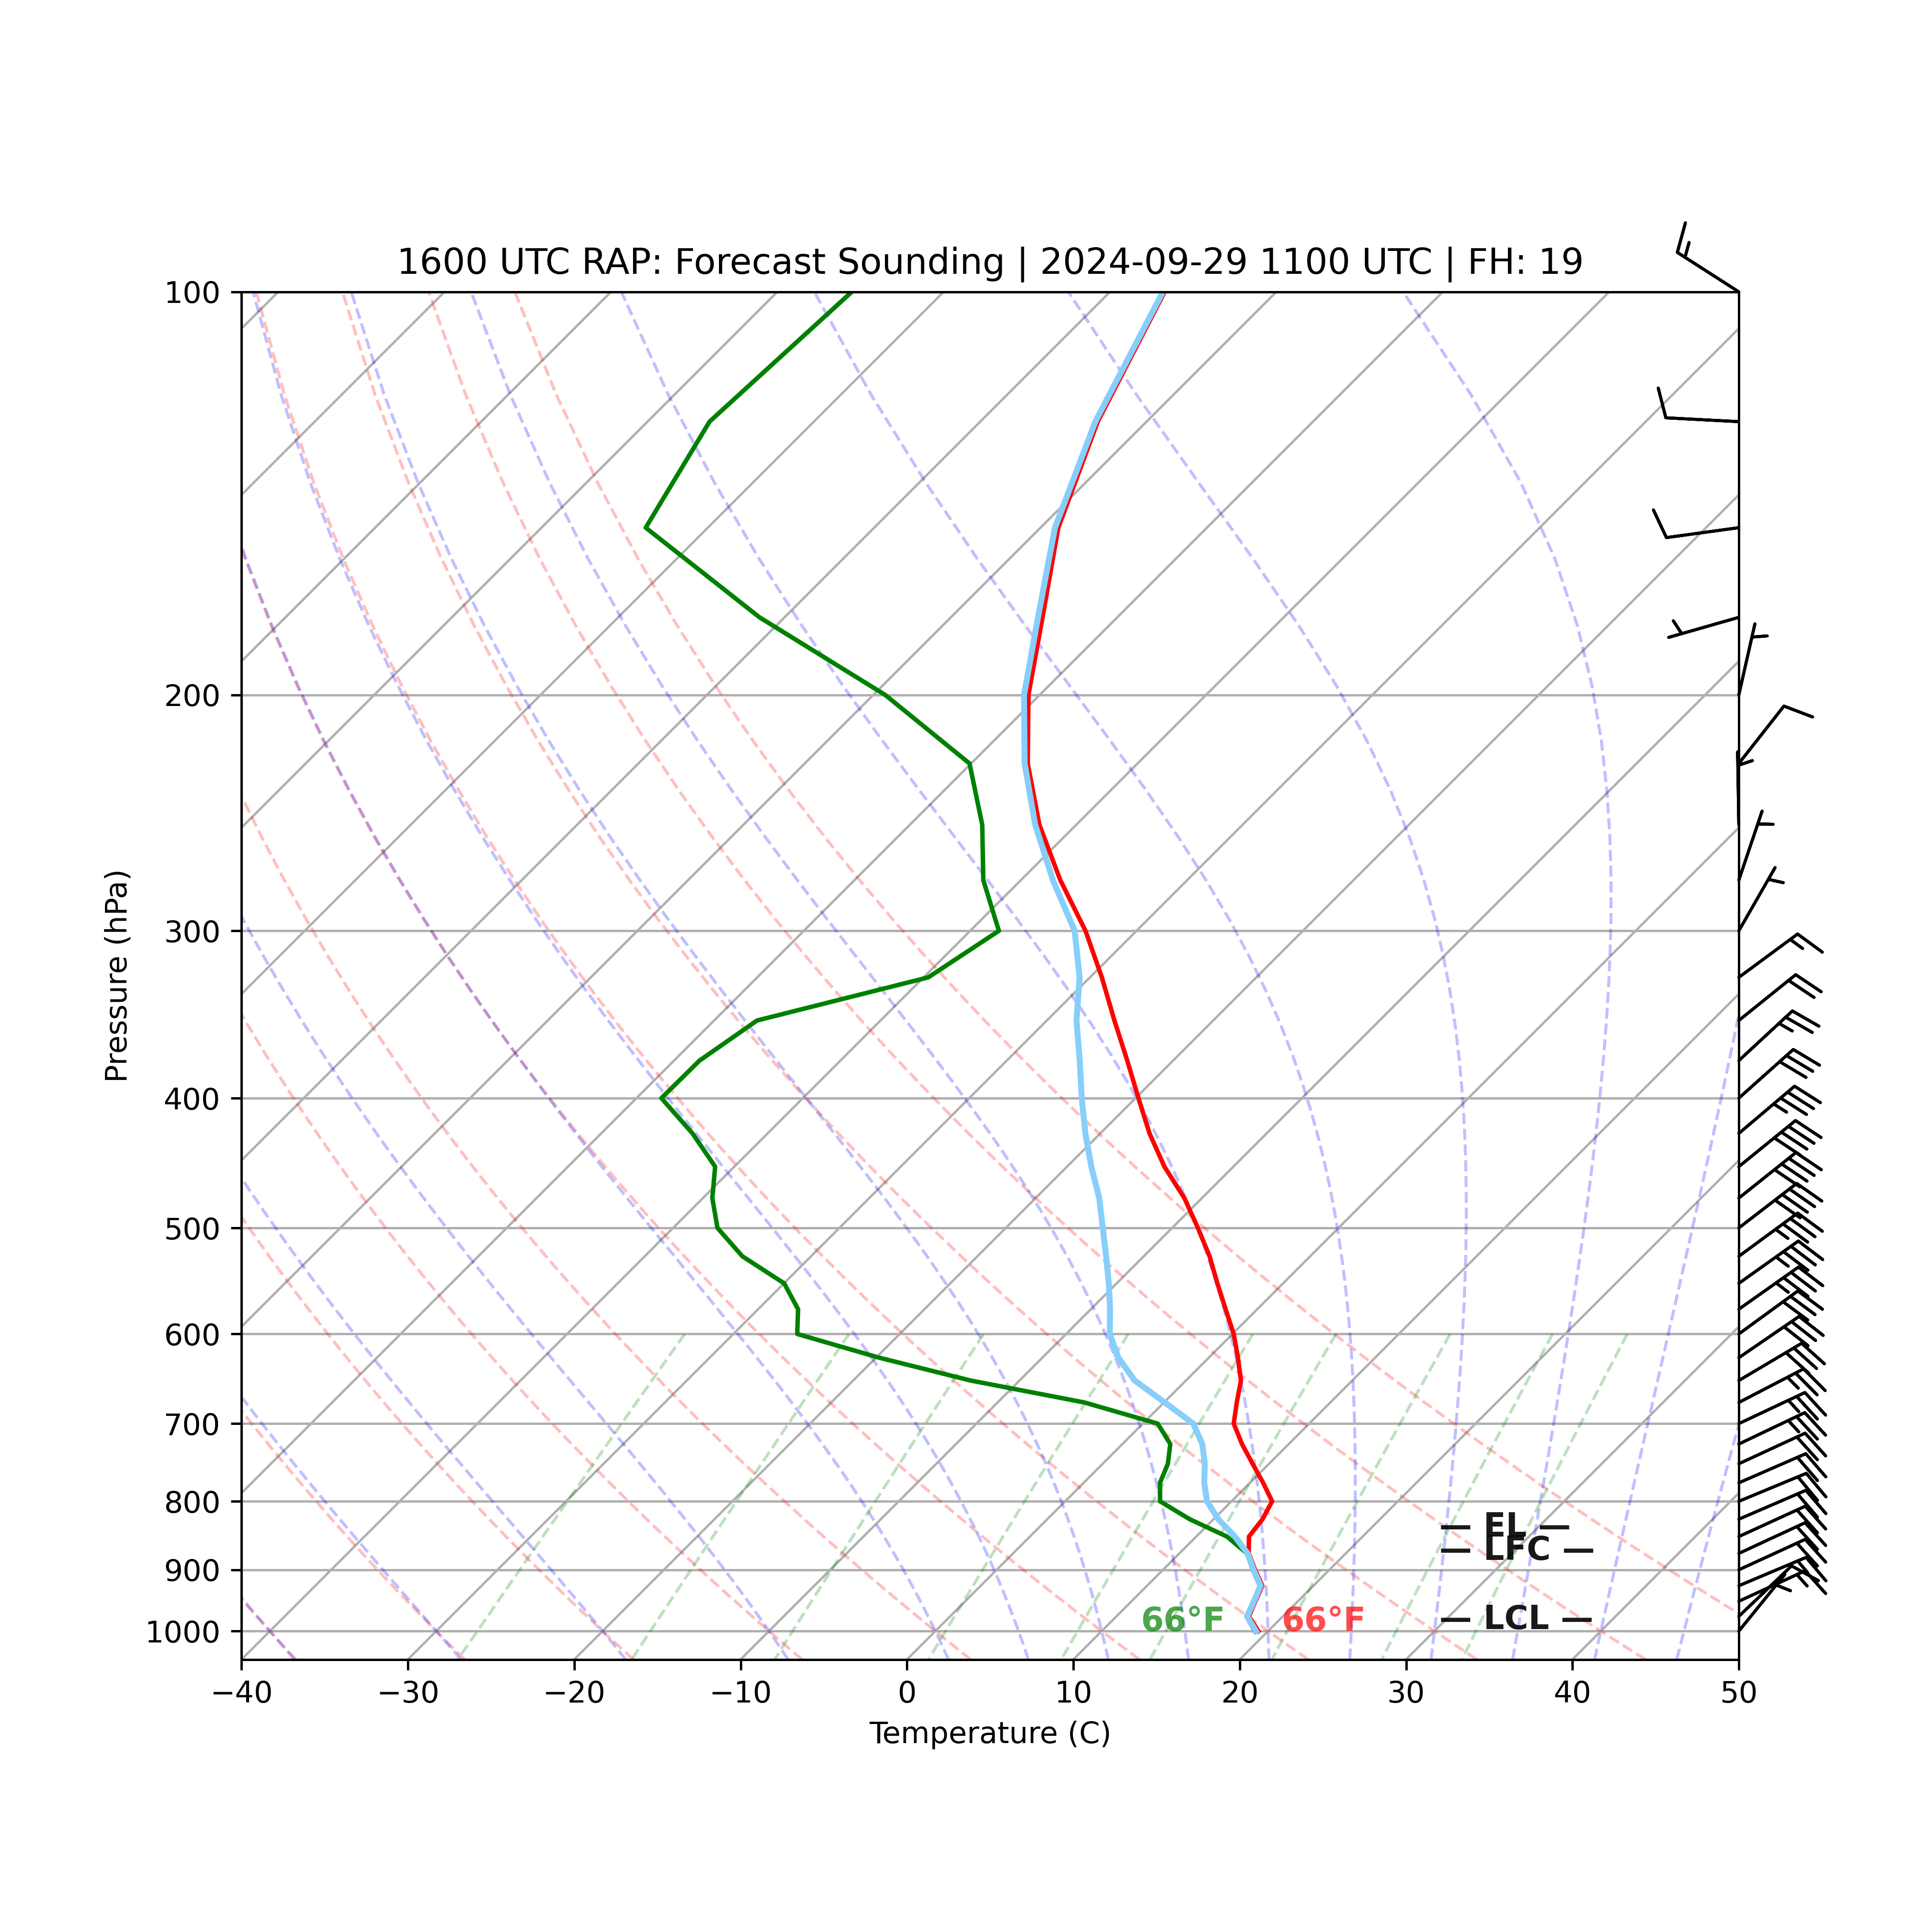 1600 UTC RAP: Forecast Sounding | 2024-09-29 1100 UTC | FH: 19
100
200
300
400
500
600
700
800
900
1000
Pressure (hPa)
— EL —
— LFC —
— LCL —
66°F 66°F
−40 −30 −20 −10 0 10 20 30 40 50
Temperature (C)